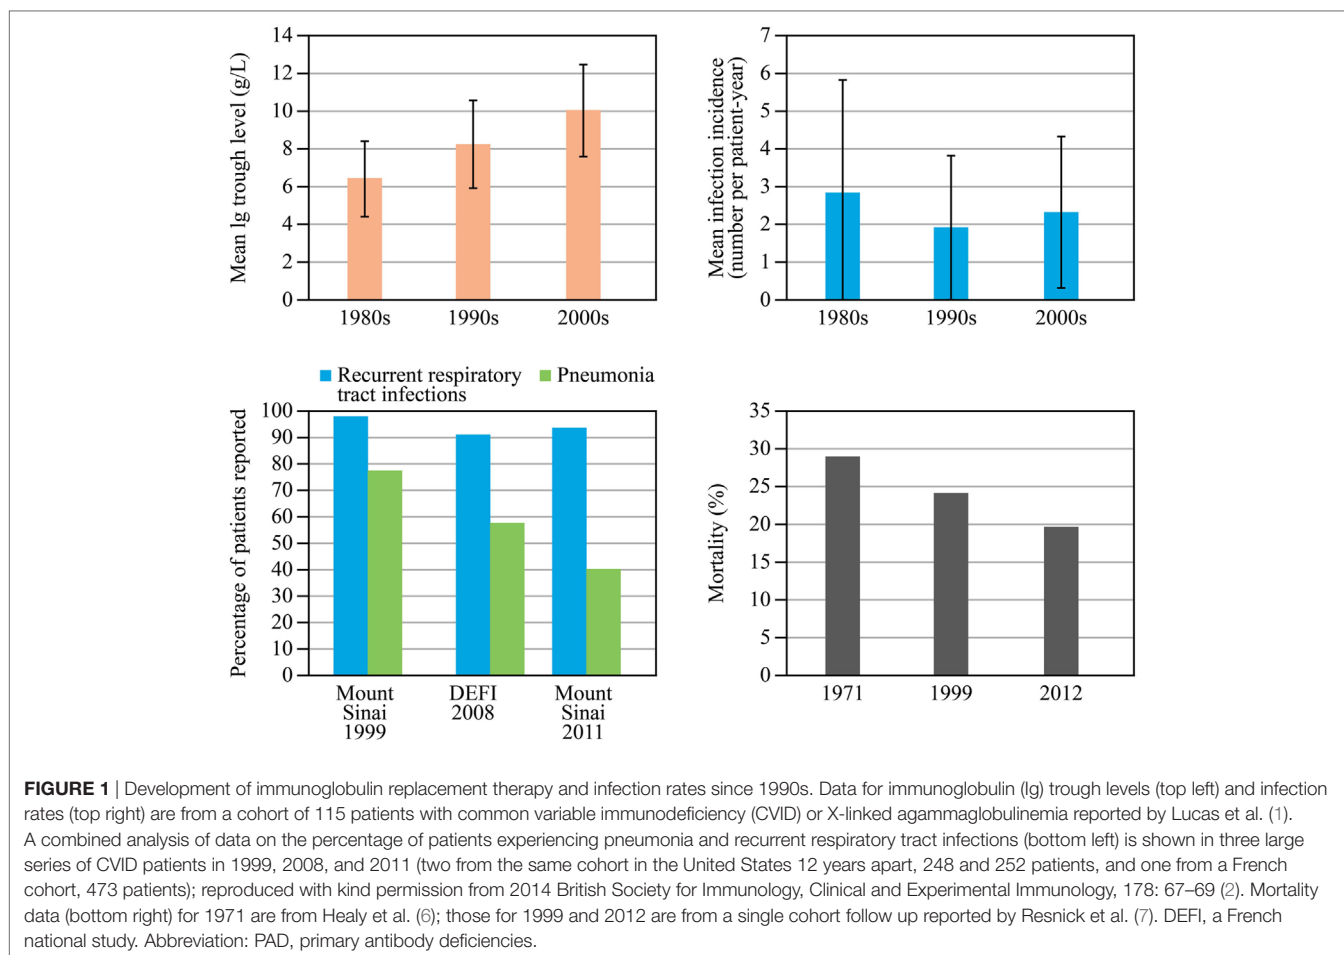 14
12
10
8
6
4
2
0
Mean Ig trough level (g/L)
1980s 1990s 2000s
7
6
5
4
3
2
1
0
Mean infection incidence
(number per patient-year)
1980s 1990s 2000s
Recurrent respiratory
tract infections
Pneumonia
100
90
80
70
60
50
40
30
20
10
0
Percentage of patients reported
Mount
Sinai
1999
DEFI
2008
Mount
Sinai
2011
35
30
25
20
15
10
5
0
Mortality (%)
1971 1999 2012
FIGURE 1 | Development of immunoglobulin replacement therapy and infection rates since 1990s. Data for immunoglobulin (Ig) trough levels (top left) and infection
rates (top right) are from a cohort of 115 patients with common variable immunodeficiency (CVID) or X-linked agammaglobulinemia reported by Lucas et al. (1).
A combined analysis of data on the percentage of patients experiencing pneumonia and recurrent respiratory tract infections (bottom left) is shown in three large
series of CVID patients in 1999, 2008, and 2011 (two from the same cohort in the United States 12 years apart, 248 and 252 patients, and one from a French
cohort, 473 patients); reproduced with kind permission from 2014 British Society for Immunology, Clinical and Experimental Immunology, 178: 67–69 (2). Mortality
data (bottom right) for 1971 are from Healy et al. (6); those for 1999 and 2012 are from a single cohort follow up reported by Resnick et al. (7). DEFI, a French
national study. Abbreviation: PAD, primary antibody deficiencies.